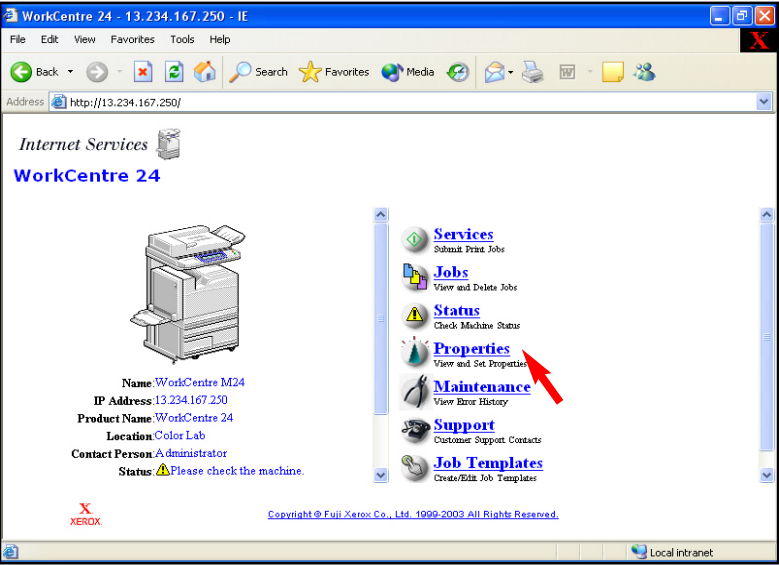 WorkCentre 24 - 13.234.167.250 - IE
File Edit View Favorites Tools Help
X
Back Search Favorites Media
Address http://13.234.167.250/
Internet Services
WorkCentre 24
Services
Submit Print Jobs
Jobs
View and Delete Jobs
Status
Check Machine Status
Properties
View and Set Properties
Maintenance
View Error History
Support
Customer Support Contacts
Job Templates
Create/Edit Job Templates
Name:WorkCentre M24
IP Address:13.234.167.250
Product Name:WorkCentre 24
Location:Color Lab
Contact Person:Administrator
Status:Please check the machine.
X
XEROX.
Copyright © Fuji Xerox Co., Ltd. 1999-2003 All Rights Reserved.
Local intranet